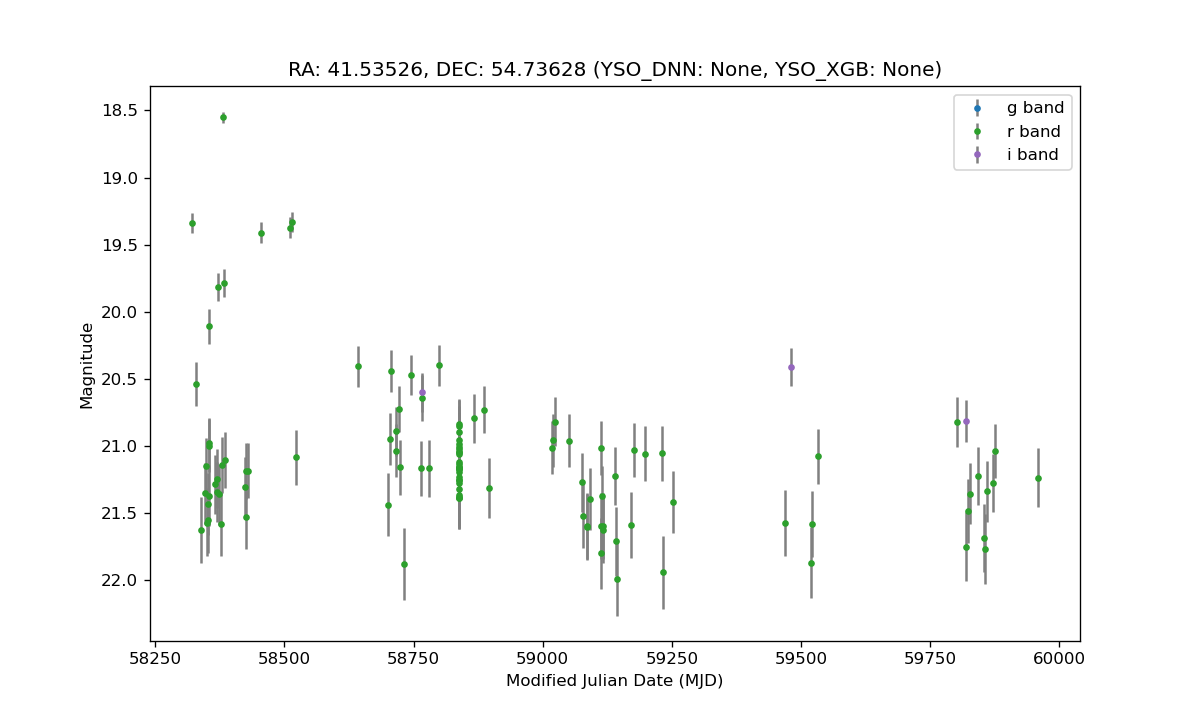 RA: 41.53526, DEC: 54.73628 (YSO_DNN: None, YSO_XGB: None)
g band
r band
i band
18.5
19.0
19.5
20.0
20.5
21.0
21.5
22.0
Magnitude
58250 58500 58750 59000 59250 59500 59750 60000
Modified Julian Date (MJD)